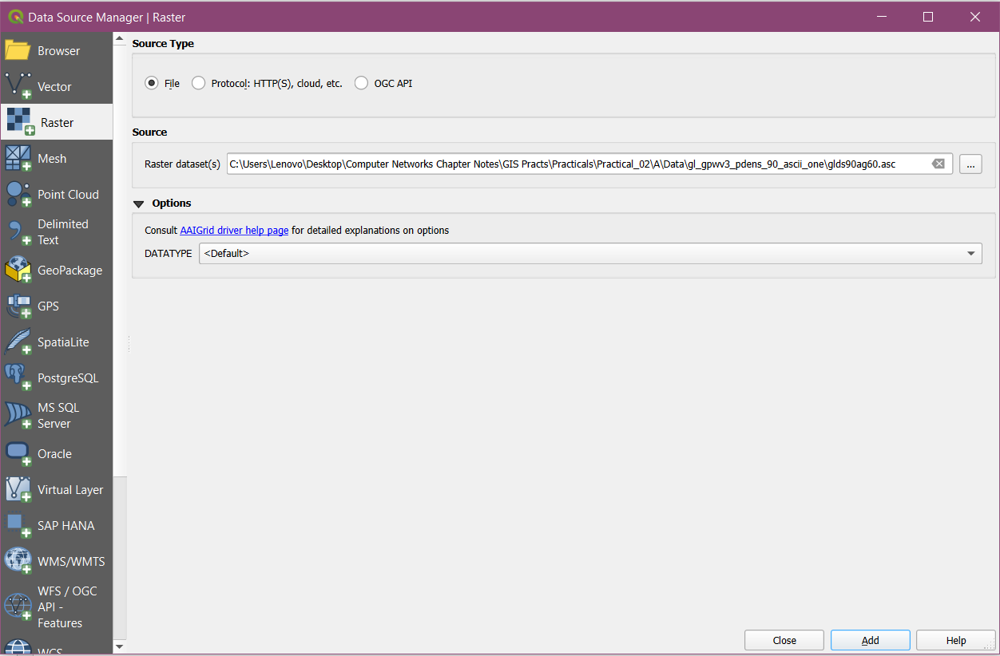 Data Source Manager | Raster
Browser
Vector
Raster
Mesh
Point Cloud
Delimited
Text
GeoPackage
GPS
SpatiaLite
PostgreSQL
MS SQL
Server
Oracle
Virtual Layer
SAP HANA
WMS/WMTS
WFS / OGC
API -
Features
WCS
Source Type
File Protocol: HTTP(S), cloud, etc. OGC API
Source
Raster dataset(s) C:\Users\Lenovo\Desktop\Computer Networks Chapter Notes\GIS Practs\Practicals\Practical_02\A\Data\gl_gpwv3_pdens_90_ascii_one\glds90ag60.asc ...
Options
Consult AAIGrid driver help page for detailed explanations on options
DATATYPE <Default>
Close Add Help